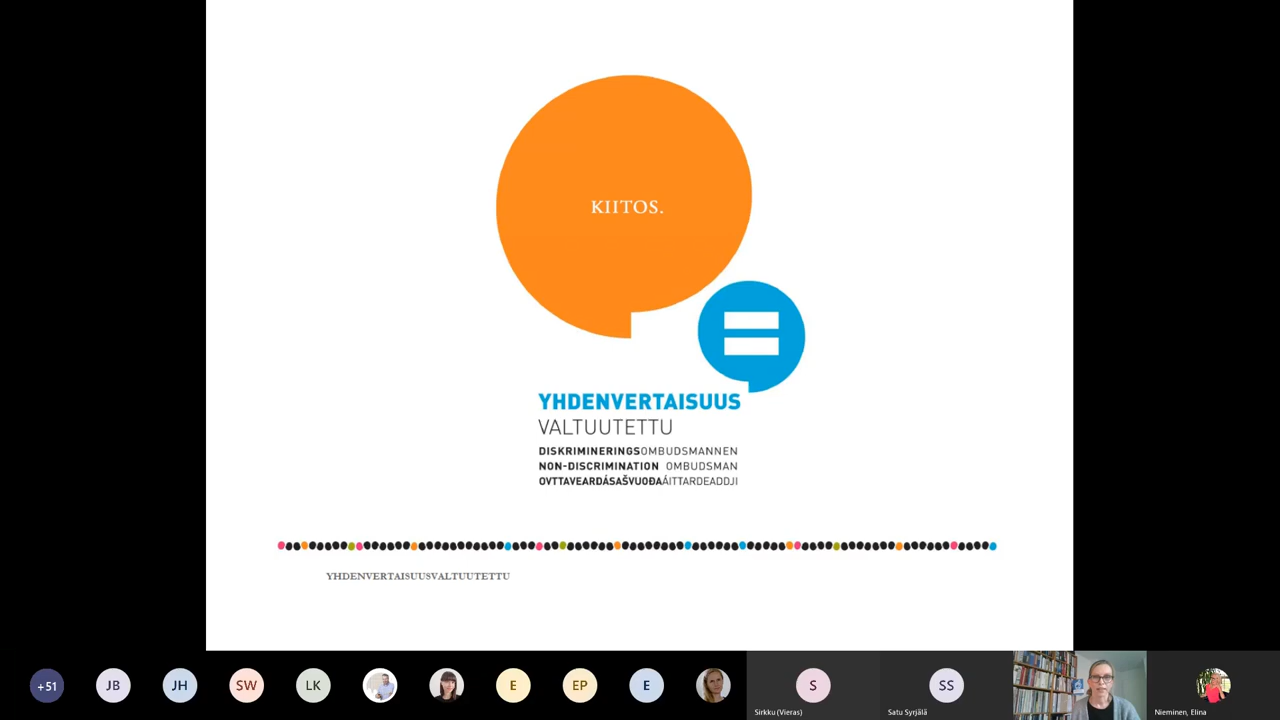 KIITOS.
YHDENVERTAISUUS
VALTUUTETTU
DISKRIMINERINGSOMBUDSMANNEN
NON-DISCRIMINATION OMBUDSMAN
OVTTAVEARDÁSAŠVUOĐAÁITTARDEADDJI
YHDENVERTAISUUSVALTUUTETTU
+51
JB
JH
SW
LK
E
EP
E
S
SS
Sirkku (Vieras)
Satu Syrjälä
Nieminen, Elina